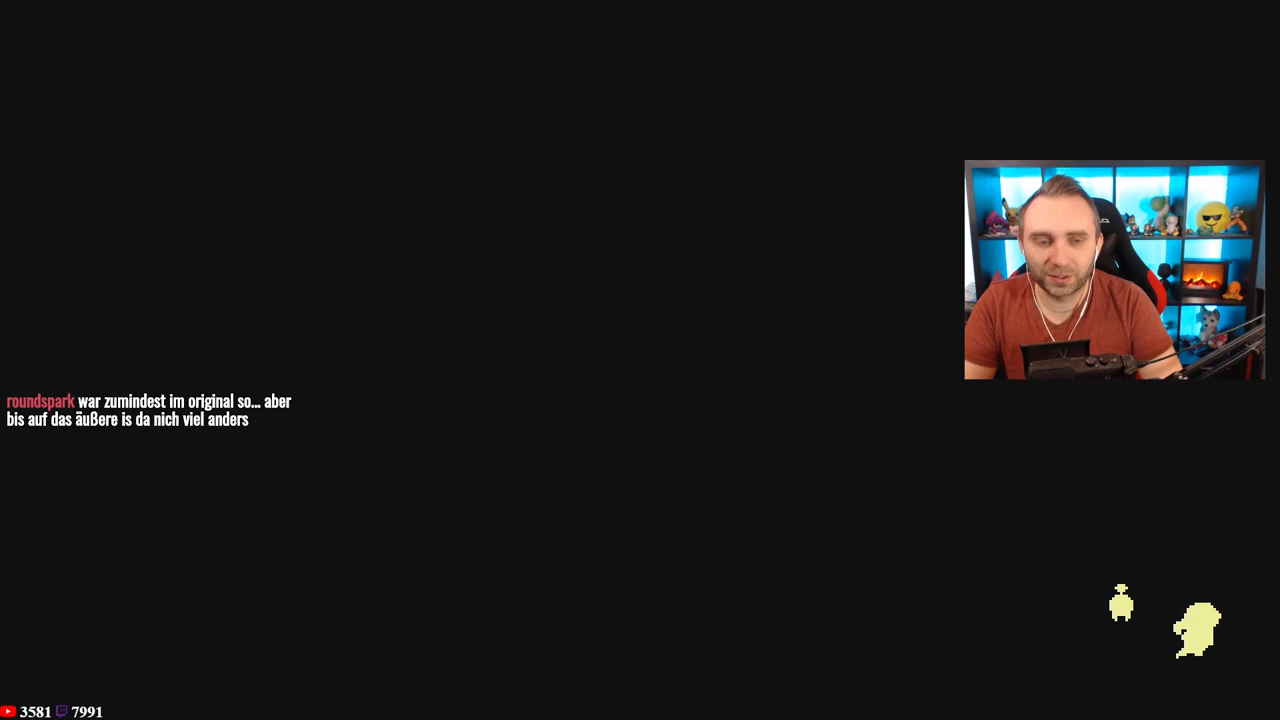 roundspark war zumindest im original so... aber
bis auf das äußere is da nich viel anders
3581 7991